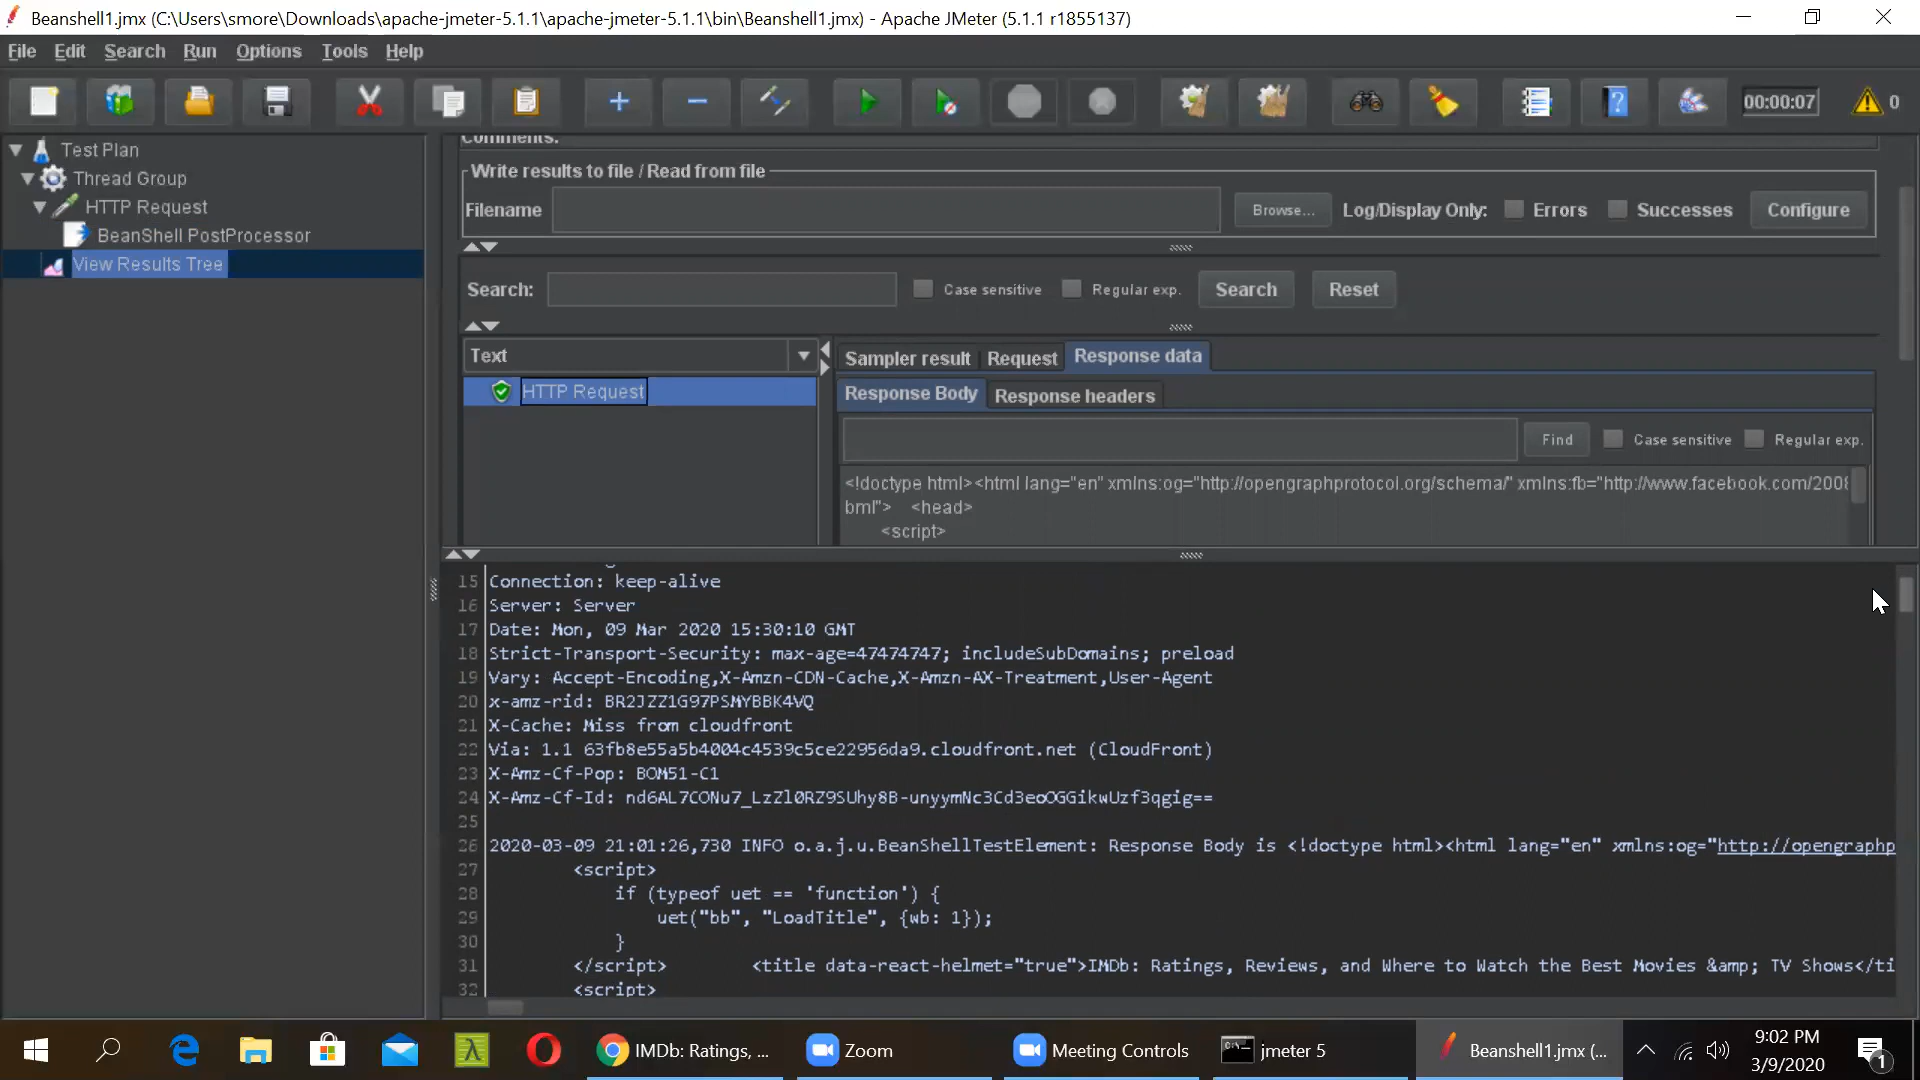 Beanshell1.jmx (C:\Users\smore\Downloads\apache-jmeter-5.1.1\apache-jmeter-5.1.1\bin\Beanshell1.jmx) - Apache JMeter (5.1.1 r1855137)
File Edit Search Run Options Tools Help
00:00:07 0
Test Plan
Thread Group
HTTP Request
BeanShell PostProcessor
View Results Tree
Comments:
Write results to file / Read from file
Filename Browse... Log/Display Only: Errors Successes Configure
Search: Case sensitive Regular exp. Search Reset
Text
HTTP Request
Sampler result Request Response data
Response Body Response headers
Find Case sensitive Regular exp.
<!doctype html><html lang="en" xmlns:og="http://opengraphprotocol.org/schema/" xmlns:fb="http://www.facebook.com/2008
bml"> <head>
<script>
15 Connection: keep-alive
16 Server: Server
17 Date: Mon, 09 Mar 2020 15:30:10 GMT
18 Strict-Transport-Security: max-age=47474747; includeSubDomains; preload
19 Vary: Accept-Encoding,X-Amzn-CDN-Cache,X-Amzn-AX-Treatment,User-Agent
20 x-amz-rid: BR2JZZ1G97PSMYBBK4VQ
21 X-Cache: Miss from cloudfront
22 Via: 1.1 63fb8e55a5b4004c4539c5ce22956da9.cloudfront.net (CloudFront)
23 X-Amz-Cf-Pop: BOM51-C1
24 X-Amz-Cf-Id: nd6AL7CONu7_LzZl0RZ9SUhy8B-unyymNc3Cd3eoOGGikwUzf3qgig==
25
26 2020-03-09 21:01:26,730 INFO o.a.j.u.BeanShellTestElement: Response Body is <!doctype html><html lang="en" xmlns:og="http://opengraphp
27 <script>
28 if (typeof uet == 'function') {
29 uet("bb", "LoadTitle", {wb: 1});
30 }
31 </script> <title data-react-helmet="true">IMDb: Ratings, Reviews, and Where to Watch the Best Movies &amp; TV Shows</ti
32 <script>
IMDb: Ratings, ... Zoom Meeting Controls jmeter 5 Beanshell1.jmx (...
9:02 PM
3/9/2020
1